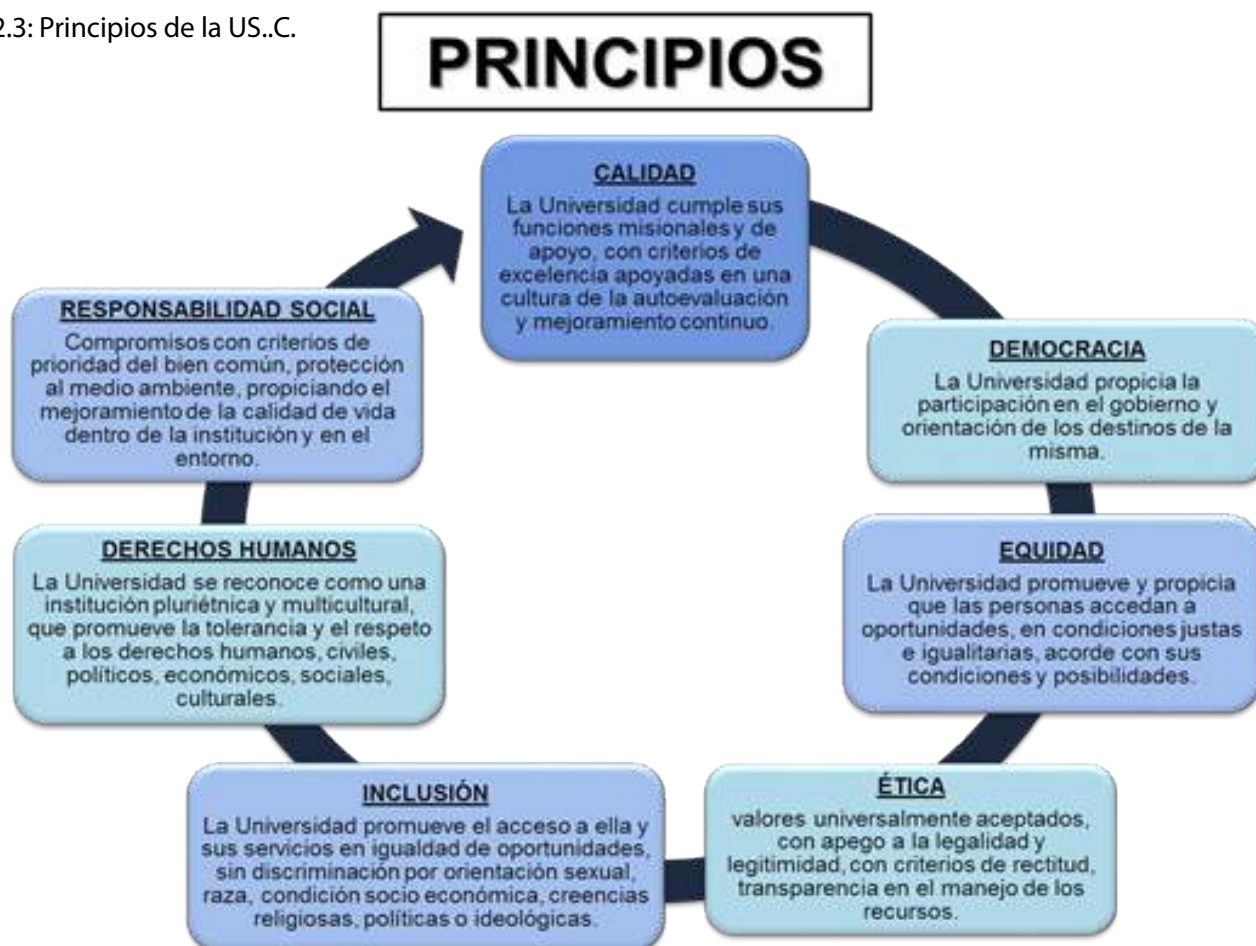 2.3: Principios de la US..C.
PRINCIPIOS
CALIDAD
La Universidad cumple sus
funciones misionales y de
apoyo, con criterios de
excelencia apoyadas en una
cultura de la autoevaluación
y mejoramiento continuo.
DEMOCRACIA
La Universidad propicia la
participación en el gobierno y
orientación de los destinos de la
misma.
EQUIDAD
La Universidad promueve y propicia
que las personas accedan a
oportunidades, en condiciones justas
e igualitarias, acorde con sus
condiciones y posibilidades.
ÉTICA
valores universalmente aceptados,
con apego a la legalidad y
legitimidad, con criterios de rectitud,
transparencia en el manejo de los
recursos.
INCLUSIÓN
La Universidad promueve el acceso a ella y
sus servicios en igualdad de oportunidades,
sin discriminación por orientación sexual,
raza, condición socio económica, creencias
religiosas, políticas o ideológicas.
DERECHOS HUMANOS
La Universidad se reconoce como una
institución pluriétnica y multicultural,
que promueve la tolerancia y el respeto
a los derechos humanos, civiles,
políticos, económicos, sociales,
culturales.
RESPONSABILIDAD SOCIAL
Compromisos con criterios de
prioridad del bien común, protección
al medio ambiente, propiciando el
mejoramiento de la calidad de vida
dentro de la institución y en el
entorno.